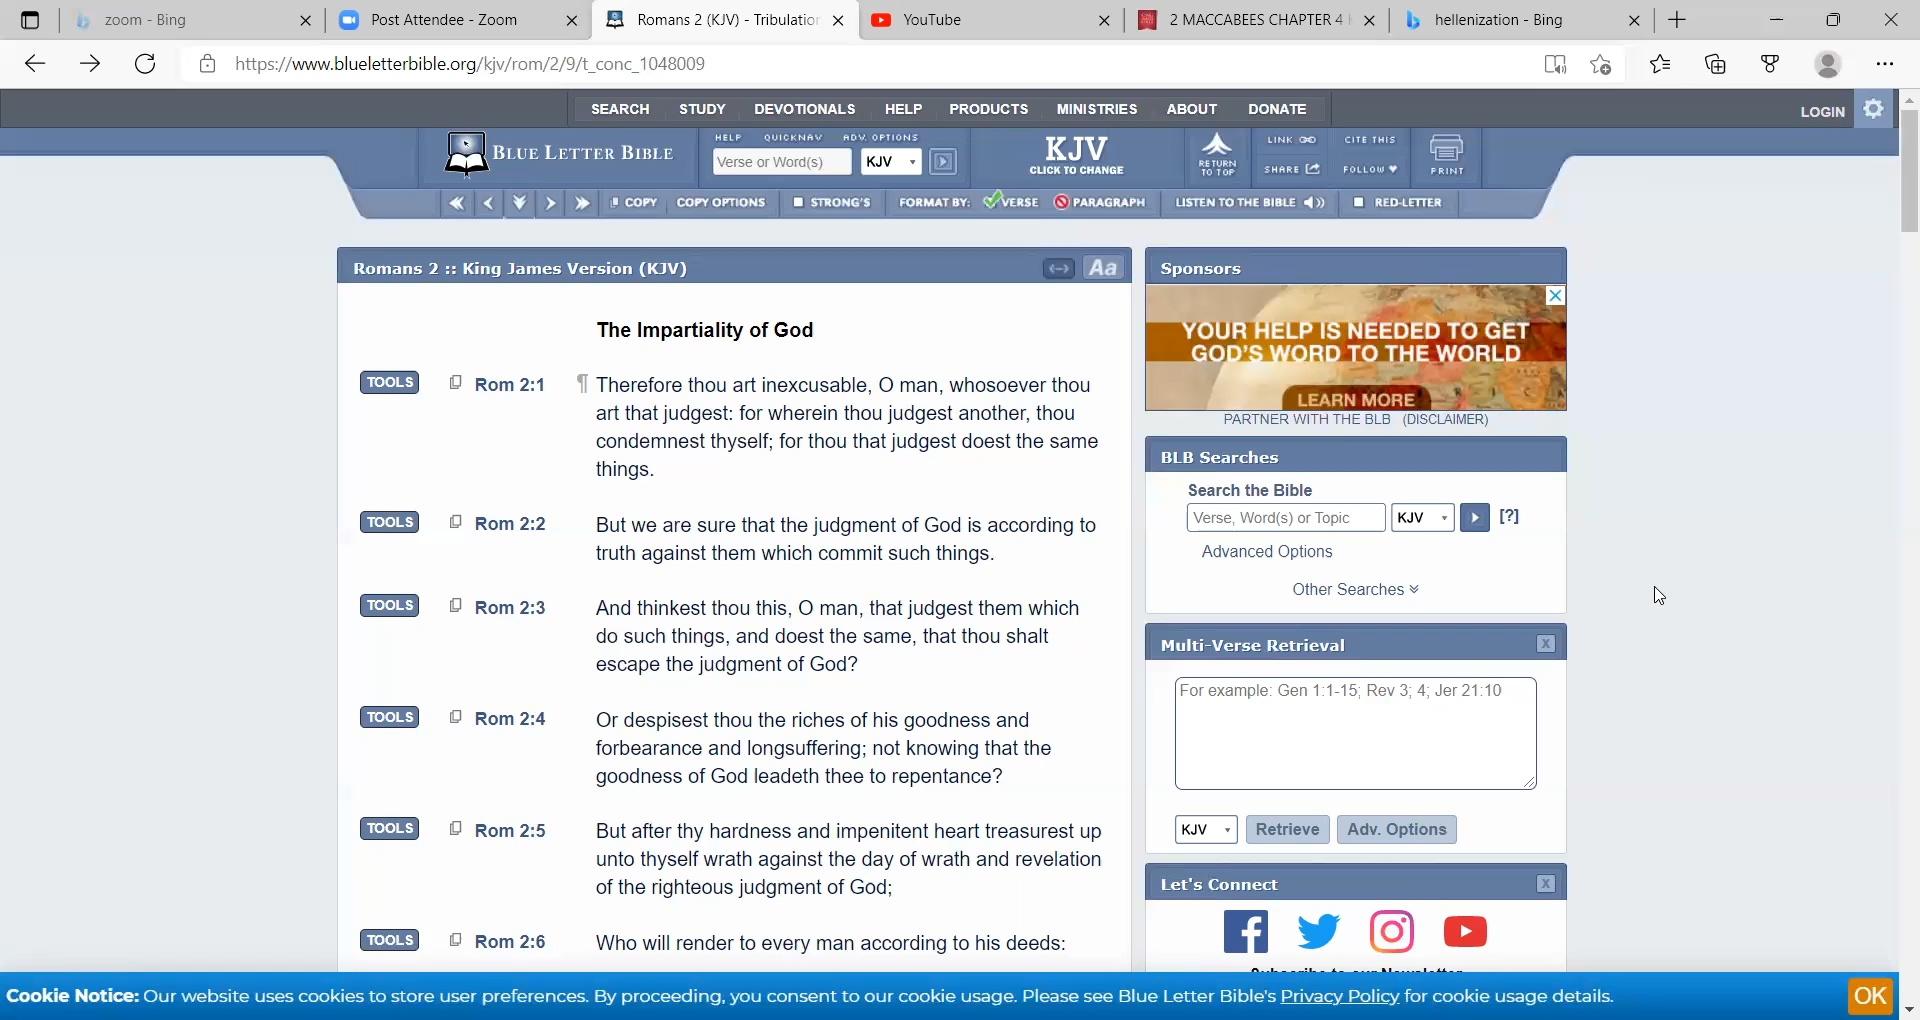 zoom - Bing
Post Attendee - Zoom
Romans 2 (KJV) - Tribulation
YouTube
2 MACCABEES CHAPTER 4
hellenization - Bing
https://www.blueletterbible.org/kjv/rom/2/9/t_conc_1048009
SEARCH STUDY DEVOTIONALS HELP PRODUCTS MINISTRIES ABOUT DONATE
LOGIN
BLUE LETTER BIBLE
HELP QUICKNAV ADV. OPTIONS
Verse or Word(s) KJV
KJV
CLICK TO CHANGE
RETURN
TO TOP
LINK CITE THIS
SHARE FOLLOW
PRINT
COPY COPY OPTIONS STRONG'S FORMAT BY: VERSE PARAGRAPH LISTEN TO THE BIBLE RED-LETTER
Romans 2 :: King James Version (KJV)
Aa
The Impartiality of God
TOOLS Rom 2:1 ¶ Therefore thou art inexcusable, O man, whosoever thou
art that judgest: for wherein thou judgest another, thou
condemnest thyself; for thou that judgest doest the same
things.
TOOLS Rom 2:2 But we are sure that the judgment of God is according to
truth against them which commit such things.
TOOLS Rom 2:3 And thinkest thou this, O man, that judgest them which
do such things, and doest the same, that thou shalt
escape the judgment of God?
TOOLS Rom 2:4 Or despisest thou the riches of his goodness and
forbearance and longsuffering; not knowing that the
goodness of God leadeth thee to repentance?
TOOLS Rom 2:5 But after thy hardness and impenitent heart treasurest up
unto thyself wrath against the day of wrath and revelation
of the righteous judgment of God;
TOOLS Rom 2:6 Who will render to every man according to his deeds:
Sponsors
YOUR HELP IS NEEDED TO GET
GOD'S WORD TO THE WORLD
LEARN MORE
PARTNER WITH THE BLB (DISCLAIMER)
BLB Searches
Search the Bible
Verse, Word(s) or Topic KJV [?]
Advanced Options
Other Searches
Multi-Verse Retrieval
X
For example: Gen 1:1-15; Rev 3; 4; Jer 21:10
KJV Retrieve Adv. Options
Let's Connect
X
Subscribe to our Newsletter
Cookie Notice: Our website uses cookies to store user preferences. By proceeding, you consent to our cookie usage. Please see Blue Letter Bible's Privacy Policy for cookie usage details.
OK